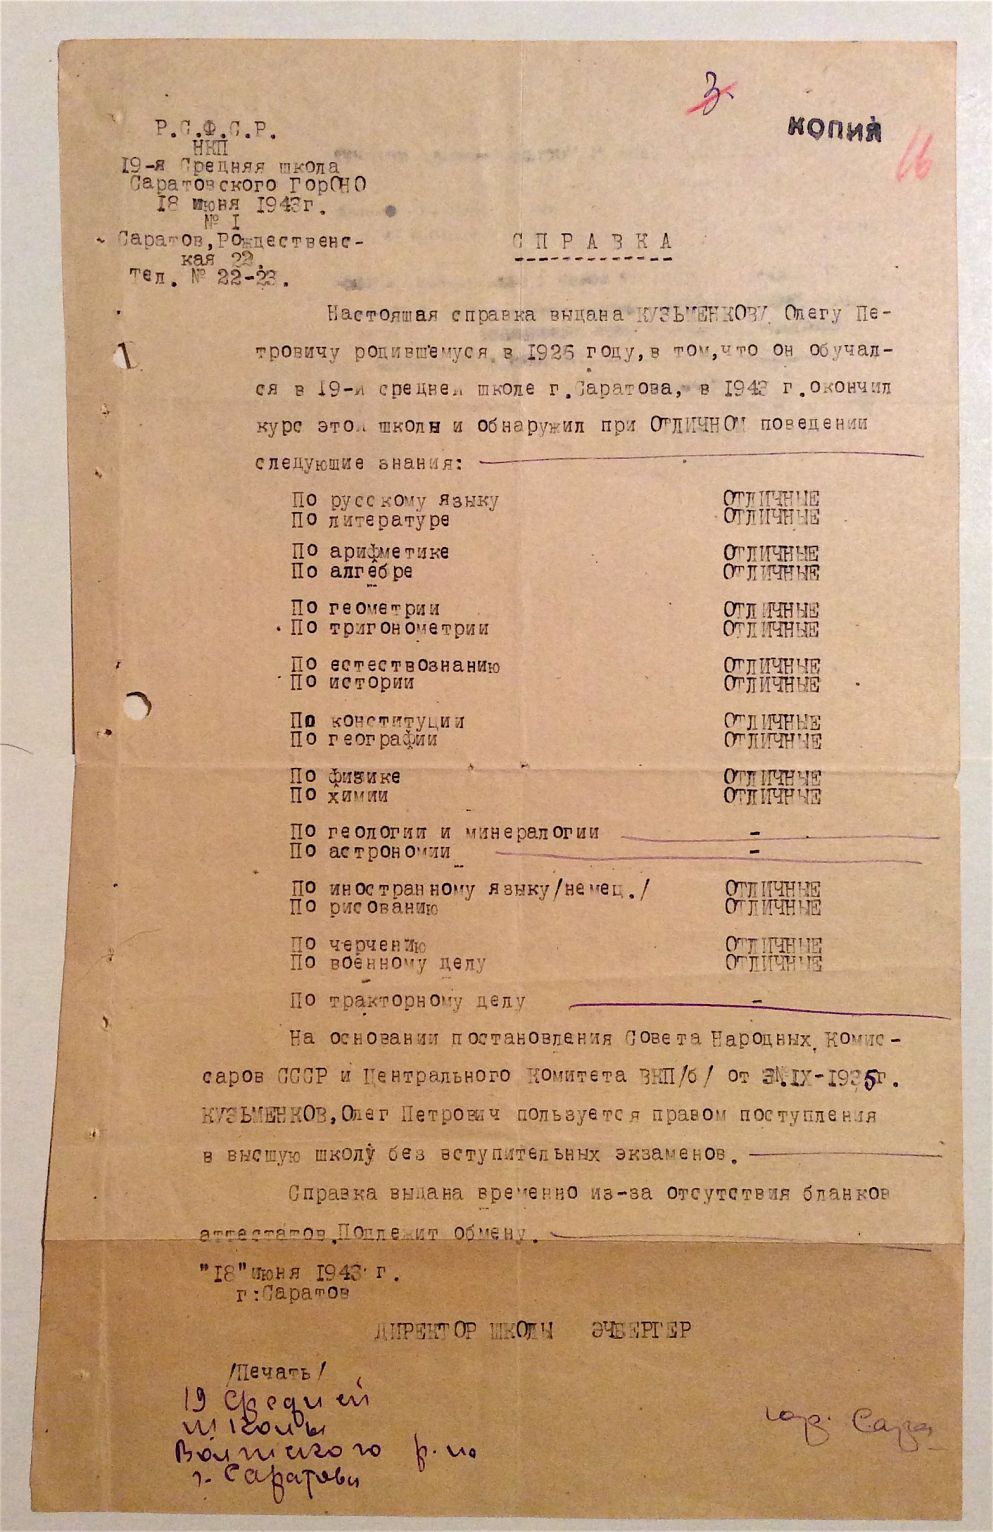 3.
КОПИЯ
16
Р.С.Ф.С.Р.
НКП
19-я Средняя школа
Саратовского ГорОНО
18 июня 1943г.
№ I
Саратов, Рождественс-
кая 22.
Тел. № 22-23.
СПРАВКА
Настоящая справка выдана КУЗЬМЕНКОВУ Олегу Пе-
тровичу родившемуся в 1926 году, в том, что он обучал-
ся в 19-й средней школе г.Саратова, в 1943 г.окончил
курс этой школы и обнаружил при ОТЛИЧНОМ поведении
следующие знания:
По русскому языку ОТЛИЧНЫЕ
По литературе ОТЛИЧНЫЕ
По арифметике ОТЛИЧНЫЕ
По алгебре ОТЛИЧНЫЕ
По геометрии ОТЛИЧНЫЕ
По тригонометрии ОТЛИЧНЫЕ
По естествознанию ОТЛИЧНЫЕ
По истории ОТЛИЧНЫЕ
По конституции ОТЛИЧНЫЕ
По географии ОТЛИЧНЫЕ
По физике ОТЛИЧНЫЕ
По химии ОТЛИЧНЫЕ
По геологии и минералогии -
По астрономии -
По иностранному языку/немец./ ОТЛИЧНЫЕ
По рисованию ОТЛИЧНЫЕ
По черчению ОТЛИЧНЫЕ
По военному делу ОТЛИЧНЫЕ
По тракторному делу -
На основании постановления Совета Народных Комис-
саров СССР и Центрального Комитета ВКП/б/ от IX-1935г.
КУЗЬМЕНКОВ,Олег Петрович пользуется правом поступления
в высшую школу без вступительных экзаменов.
Справка выдана временно из-за отсутствия бланков
аттестатов.Подлежит обмену.
"18" июня 1943 г.
г:Саратов
ДИРЕКТОР ШКОЛЫ ЭЧБЕРГЕР
/Печать/
19 Средней
школы
Волжского р.на
г. Саратова